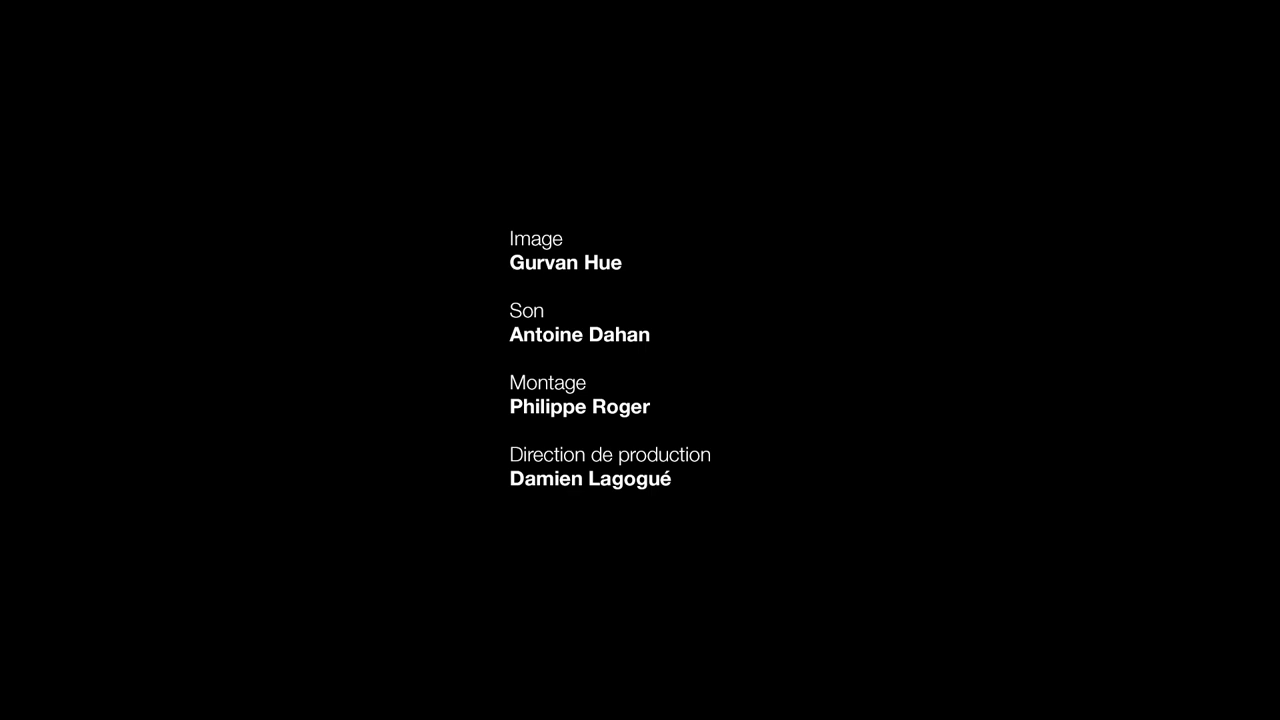 Image
Gurvan Hue
Son
Antoine Dahan
Montage
Philippe Roger
Direction de production
Damien Lagogué